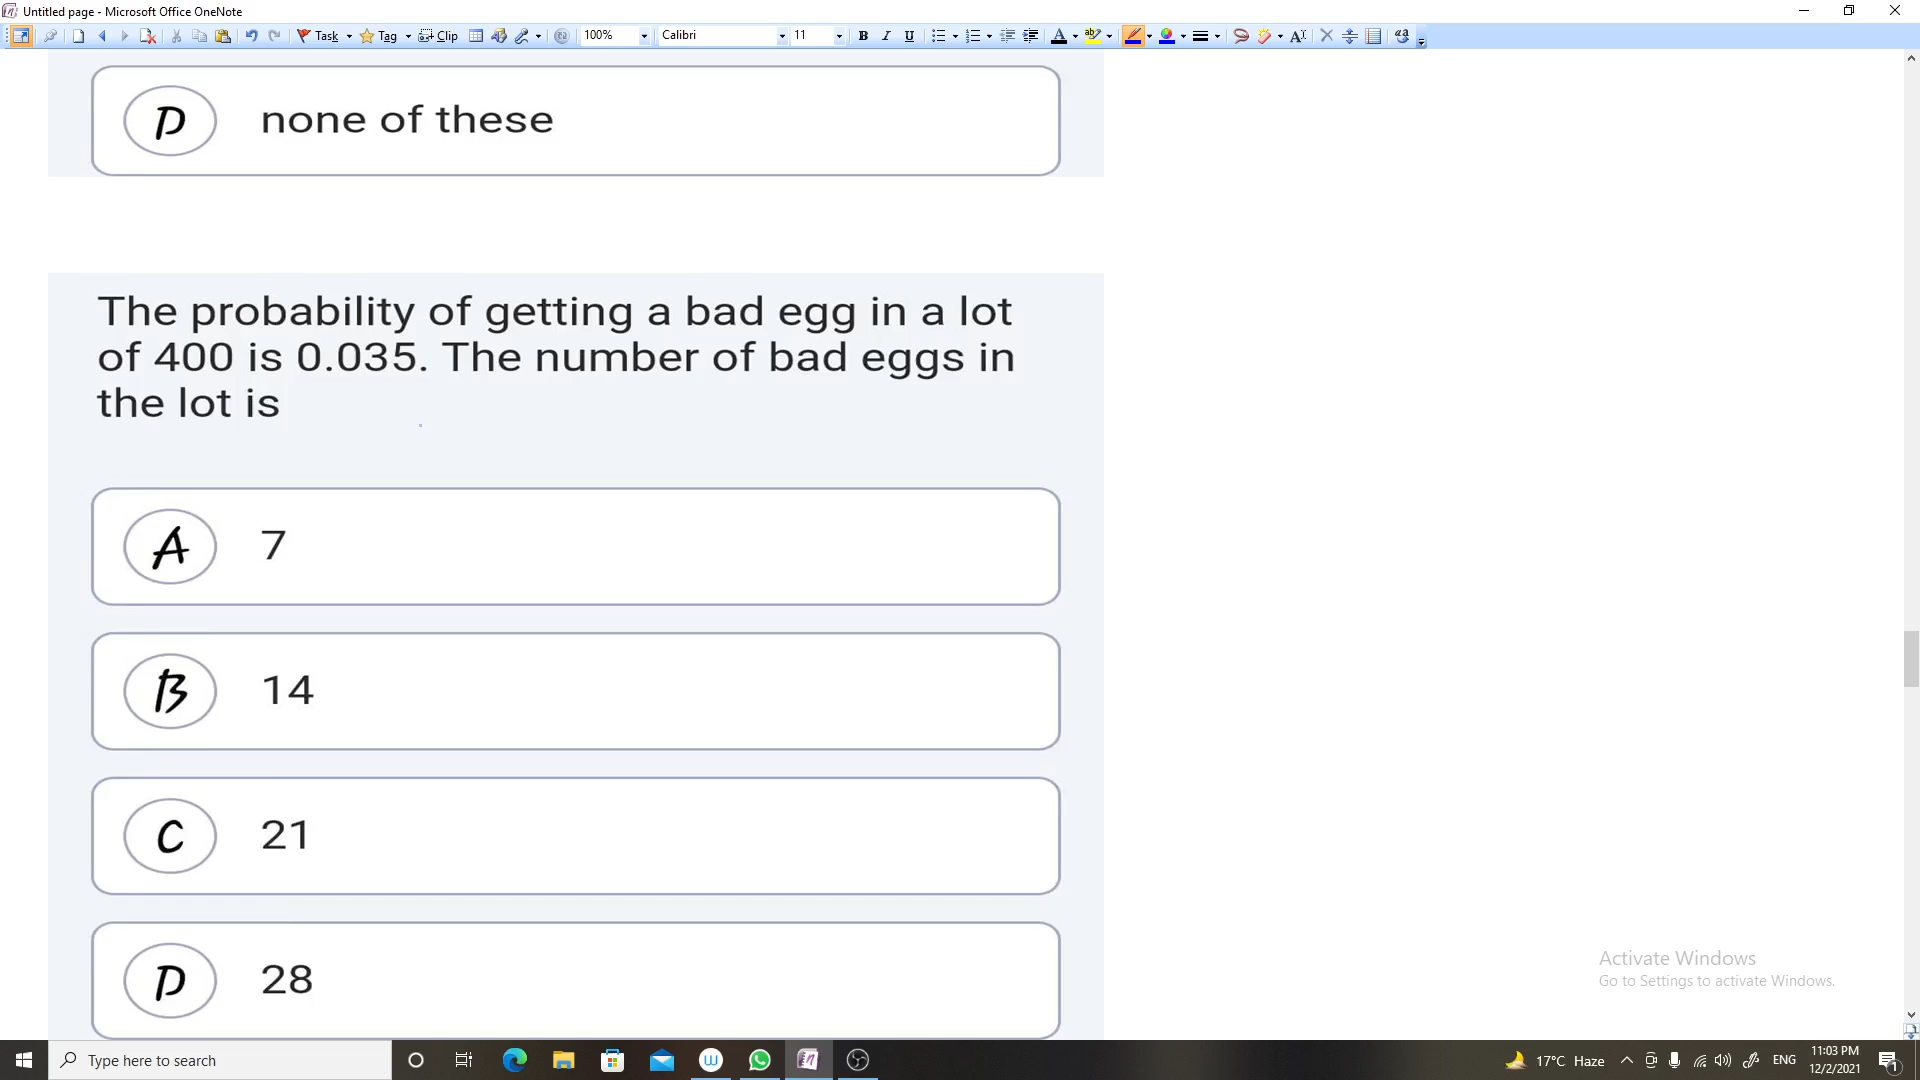 Untitled page - Microsoft Office OneNote
Task Tag Clip 100% Calibri 11 B I U
D none of these
The probability of getting a bad egg in a lot
of 400 is 0.035. The number of bad eggs in
the lot is
A 7
B 14
C 21
D 28
Activate Windows
Go to Settings to activate Windows.
Type here to search
17°C Haze
ENG
11:03 PM
12/2/2021
1